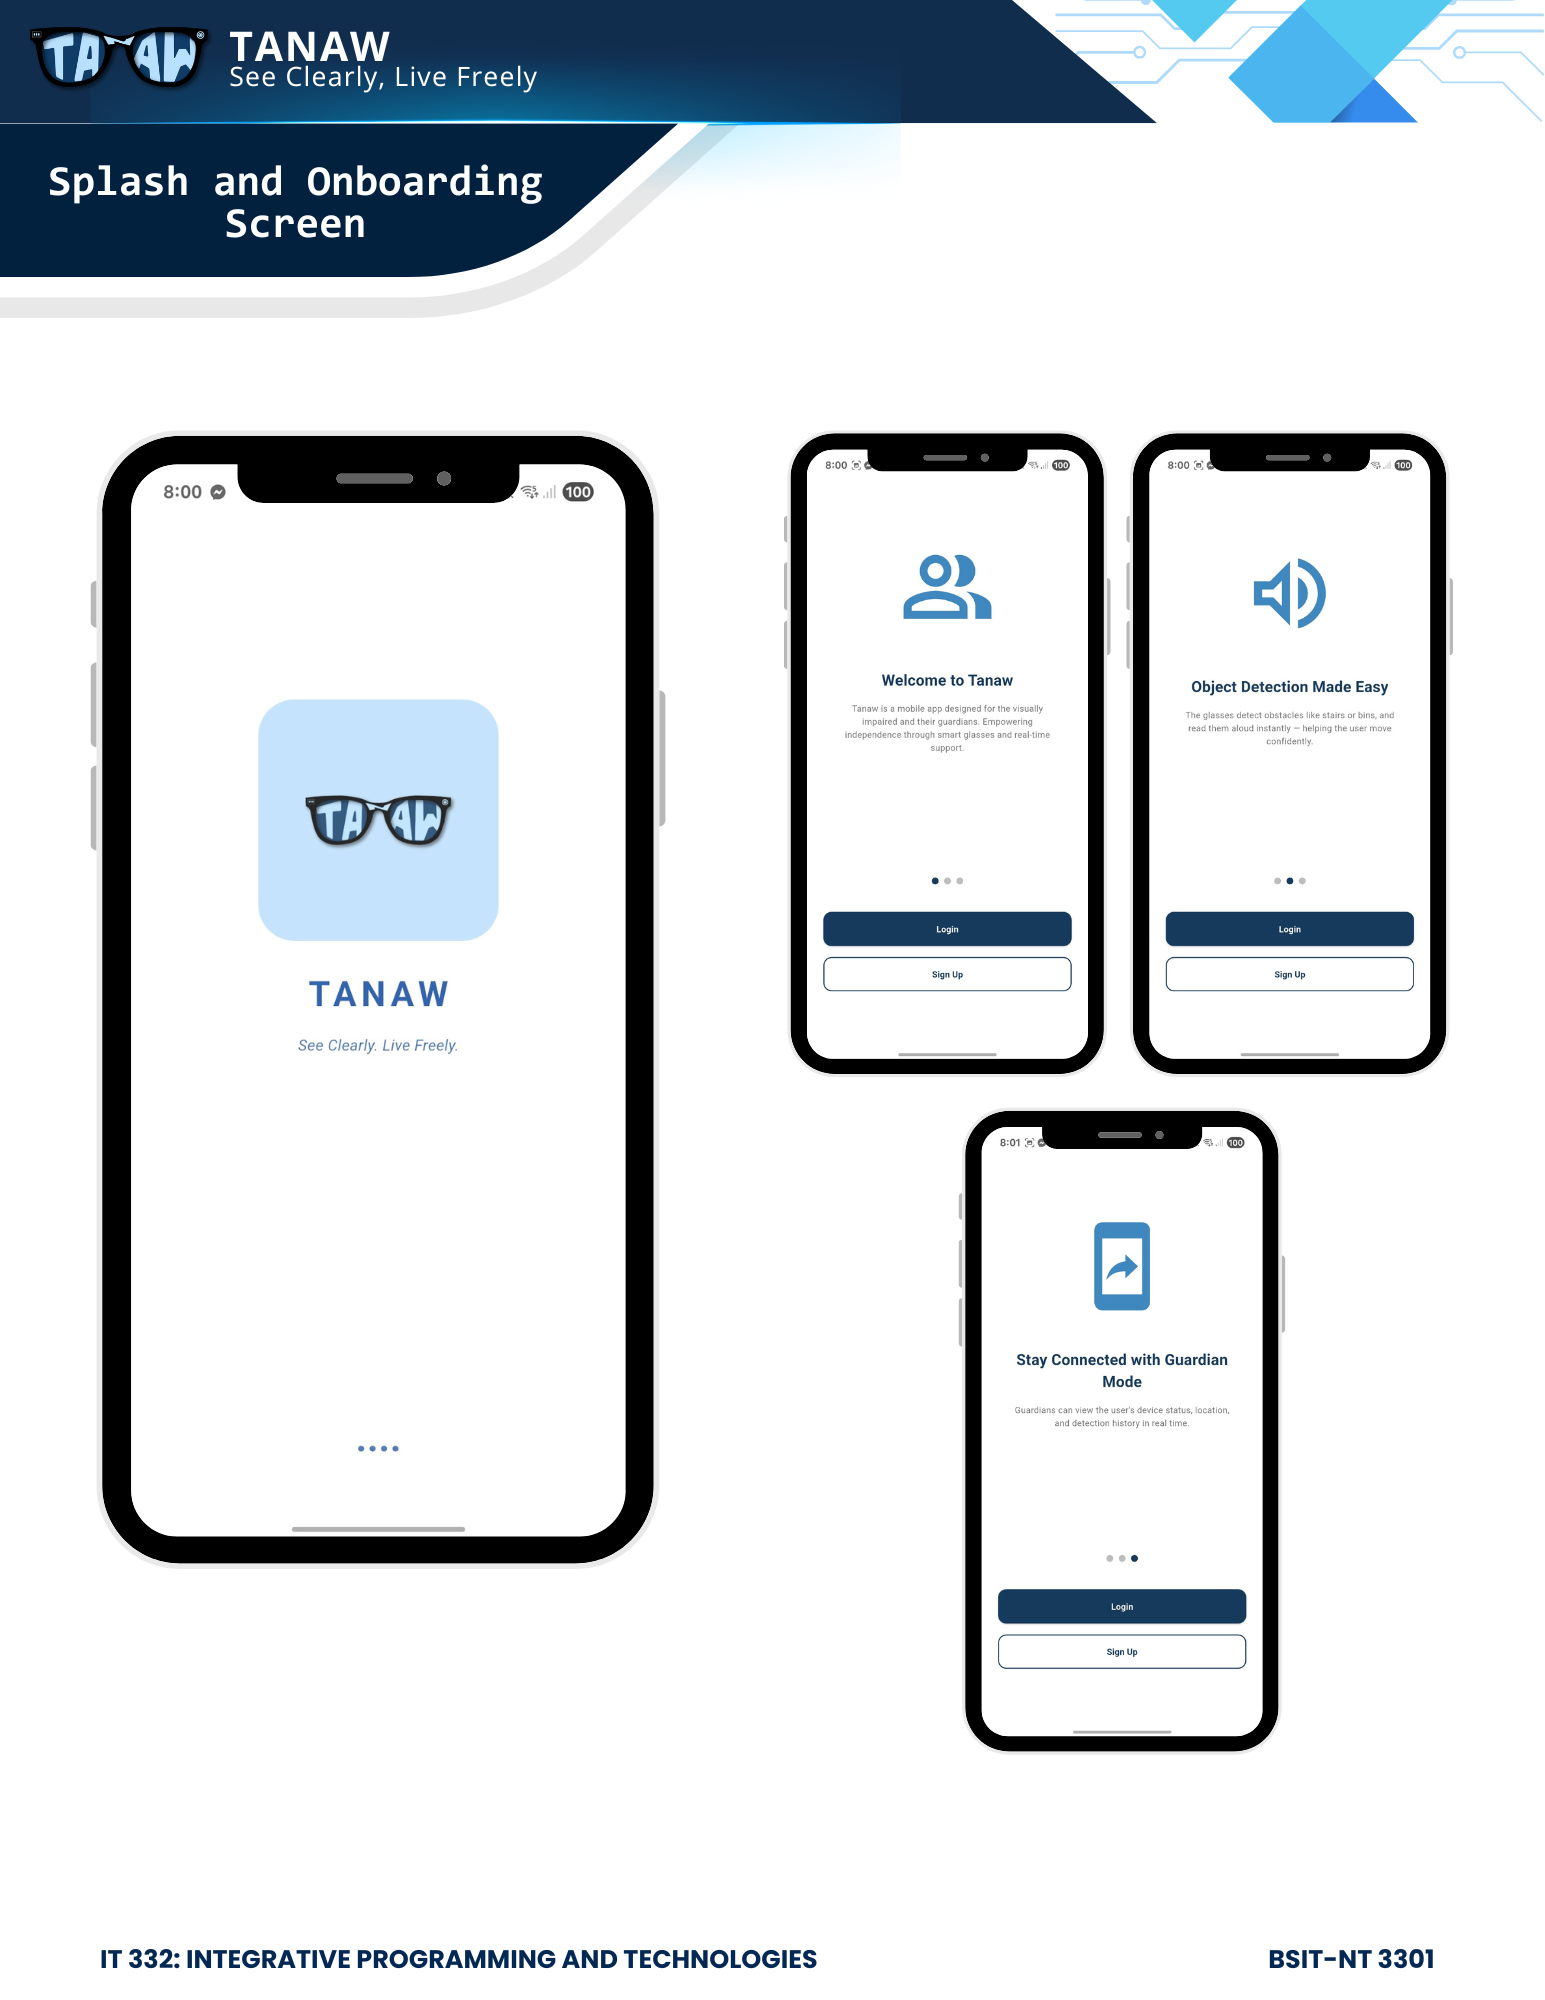 TANAW
TANAW
See Clearly, Live Freely
Splash and Onboarding
Screen
8:00
100
TANAW
TANAW
See Clearly. Live Freely.
8:00
100
Welcome to Tanaw
Tanaw is a mobile app designed for the visually
impaired and their guardians. Empowering
independence through smart glasses and real-time
support.
Login
Sign Up
8:00
100
Object Detection Made Easy
The glasses detect obstacles like stairs or bins, and
read them aloud instantly — helping the user move
confidently.
Login
Sign Up
8:01
100
Stay Connected with Guardian
Mode
Guardians can view the user's device status, location,
and detection history in real time.
Login
Sign Up
IT 332: INTEGRATIVE PROGRAMMING AND TECHNOLOGIES
BSIT-NT 3301